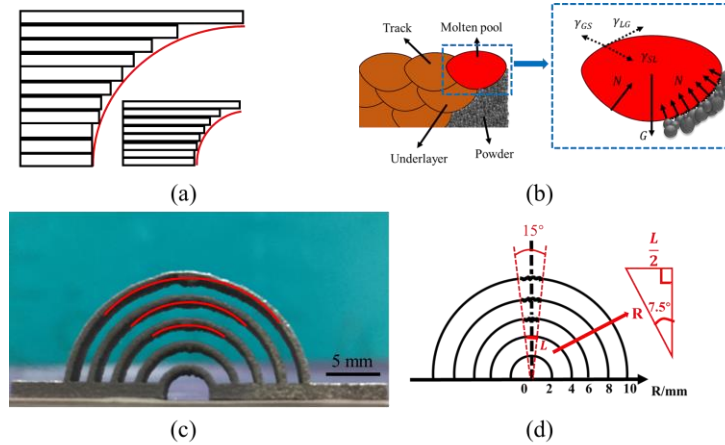 (a)
Track
Molten pool
Underlayer
Powder
γGS
γLG
γSL
N
N
G
(b)
5 mm
(c)
15°
L/2
7.5°
R
L
0 2 4 6 8 10 R/mm
(d)